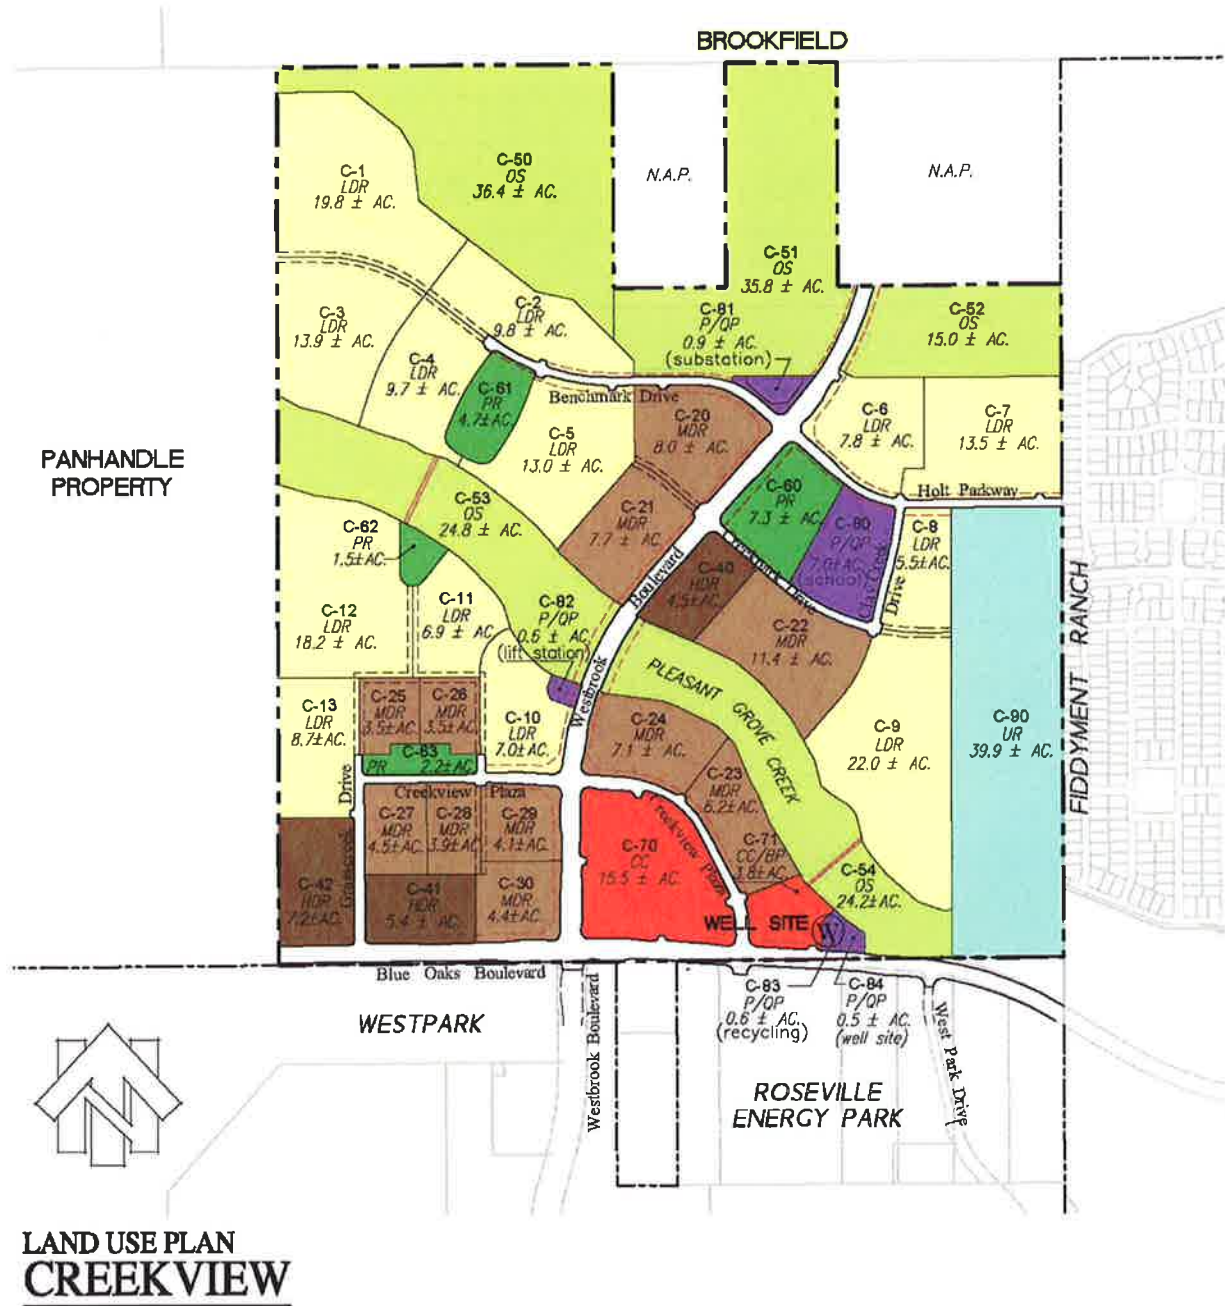 BROOKFIELD
C-1
LDR
19.8 ± AC.
C-50
OS
36.4 ± AC.
N.A.P.
N.A.P.
C-51
OS
35.8 ± AC.
C-2
LDR
9.8 ± AC.
C-3
LDR
13.9 ± AC.
C-81
P/QP
0.9 ± AC.
(substation)
C-52
OS
15.0 ± AC.
C-4
LDR
9.7 ± AC.
C-61
PR
4.7±AC.
Benchmark Drive
C-5
LDR
13.0 ± AC.
C-20
MDR
8.0 ± AC.
C-6
LDR
7.8 ± AC.
C-7
LDR
13.5 ± AC.
PANHANDLE
PROPERTY
C-53
OS
24.8 ± AC.
C-21
MDR
7.7 ± AC.
C-60
PR
7.3 ± AC.
Holt Parkway
C-62
PR
1.5±AC.
C-80
P/QP
7.0±AC.
(school)
C-8
LDR
5.5±AC.
Creekpark Drive
Drive
C-40
HDR
4.5±AC.
Westbrook Boulevard
C-12
LDR
18.2 ± AC.
C-11
LDR
6.9 ± AC.
C-82
P/QP
0.6 ± AC.
(lift station)
C-22
MDR
11.4 ± AC.
FIDDYMENT RANCH
PLEASANT GROVE CREEK
C-13
LDR
8.7±AC.
C-25
MDR
3.5±AC.
C-26
MDR
3.5±AC.
C-10
LDR
7.0±AC.
C-24
MDR
7.1 ± AC.
C-9
LDR
22.0 ± AC.
C-90
UR
39.9 ± AC.
C-63
PR 2.2±AC.
C-23
MDR
6.2±AC.
Creekview Plaza
Creekview Plaza
Drive
C-27
MDR
4.5±AC.
C-28
MDR
3.9±AC.
C-29
MDR
4.1±AC.
C-70
CC
15.5 ± AC.
C-71
CC/BP
3.8±AC.
C-42
HDR
7.2±AC.
C-41
HDR
5.4 ± AC.
C-30
MDR
4.4±AC.
C-54
OS
24.2±AC.
WELL SITE
W
Blue Oaks Boulevard
C-83
P/QP
0.6 ± AC.
(recycling)
C-84
P/QP
0.5 ± AC.
(well site)
WESTPARK
Westbrook Boulevard
West Park Drive
ROSEVILLE
ENERGY PARK
LAND USE PLAN
CREEKVIEW